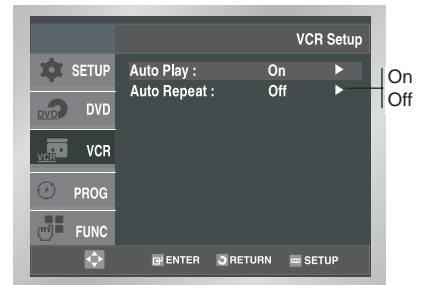 VCR Setup
SETUP
Auto Play : On ►
On
Auto Repeat : Off ►
Off
DVD DVD
VCR VCR
PROG
FUNC
ENTER RETURN SETUP